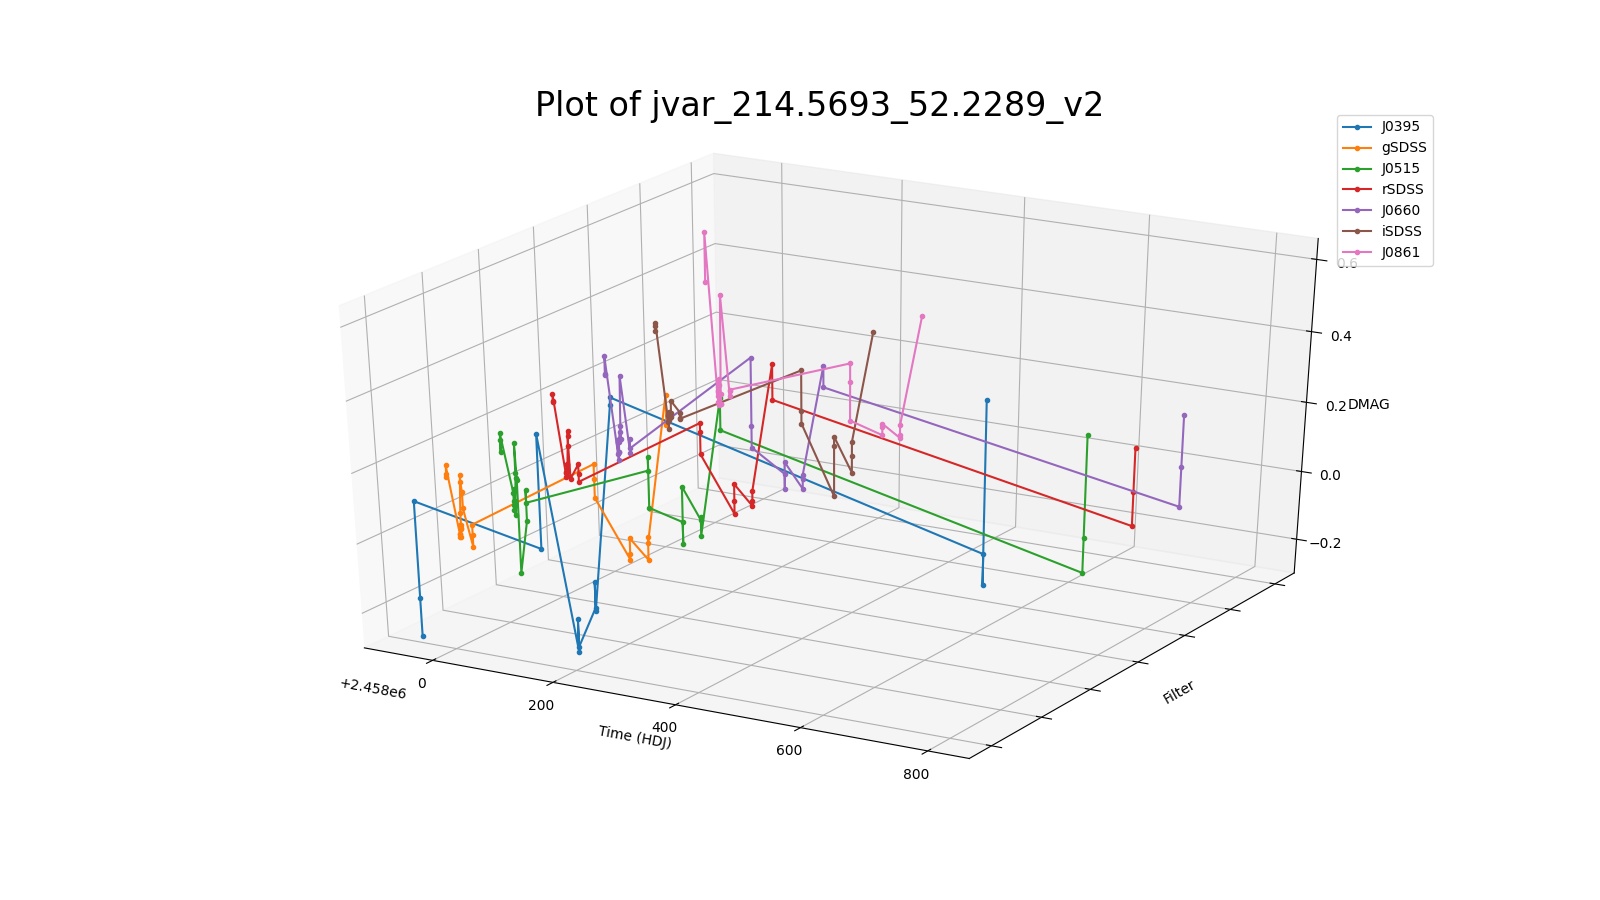 Plot of jvar_214.5693_52.2289_v2
J0395
gSDSS
J0515
rSDSS
J0660
iSDSS
J0861
0.6
0.4
0.2
DMAG
0.0
−0.2
Filter
+2.458e6
0
200
400
600
800
Time (HDJ)